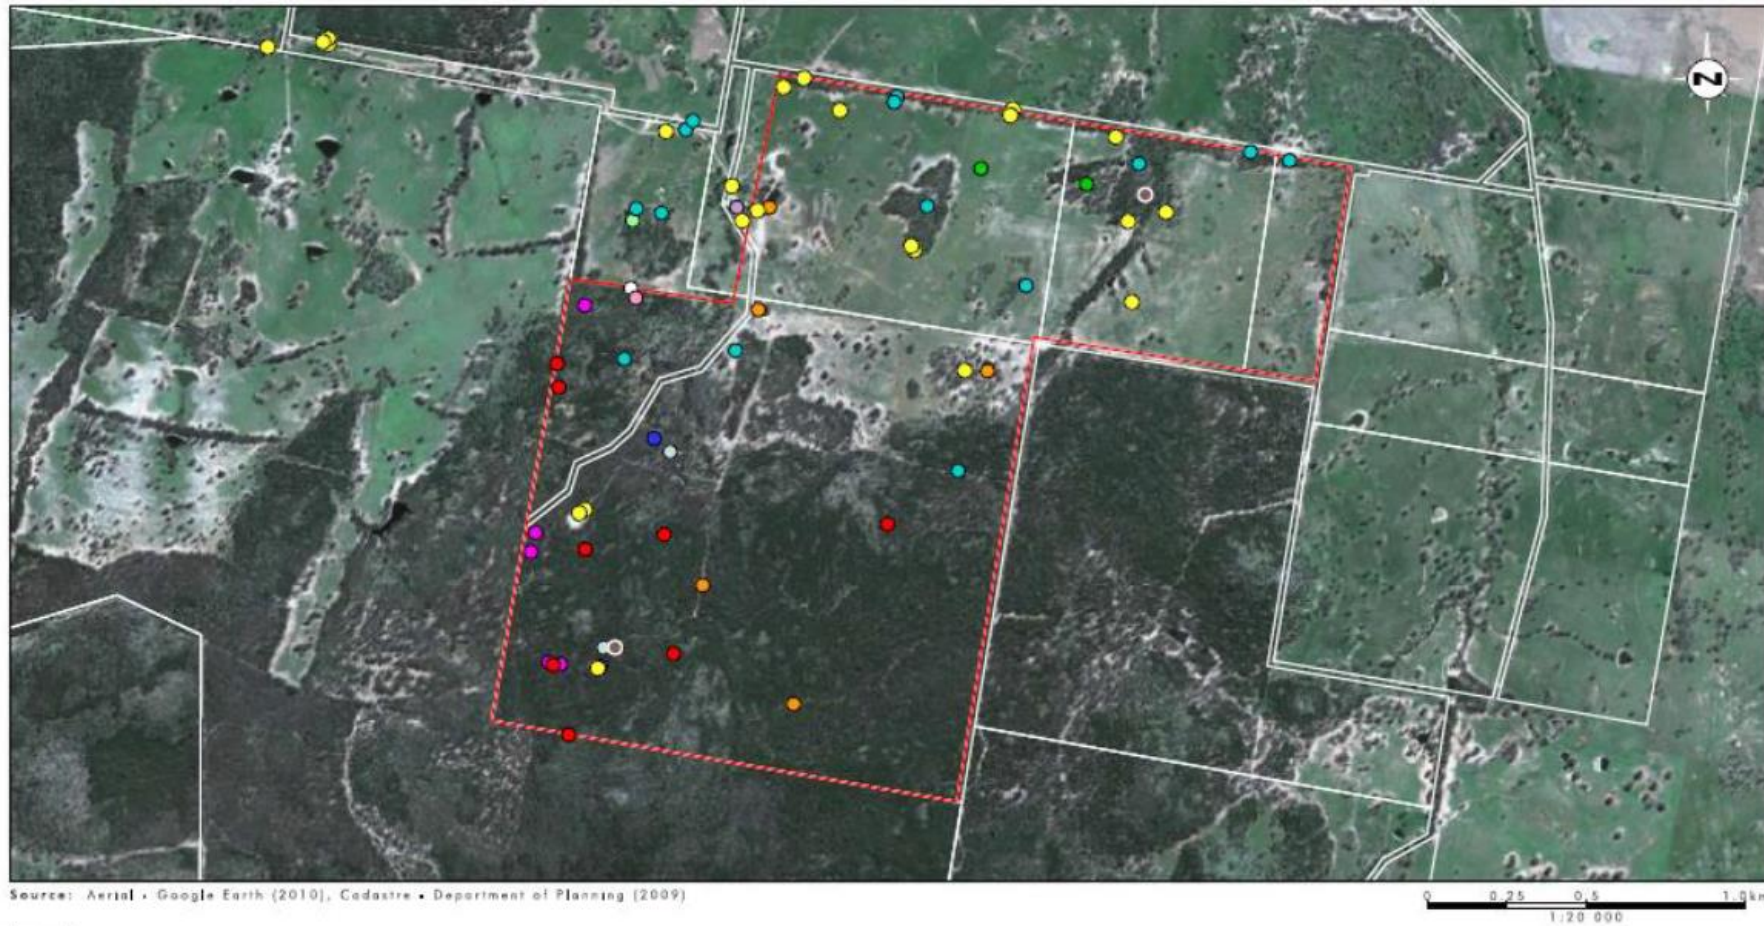 N
Source: Aerial • Google Earth (2010), Cadastre • Department of Planning (2009)
0 0.25 0.5 1.0km
1:20 000